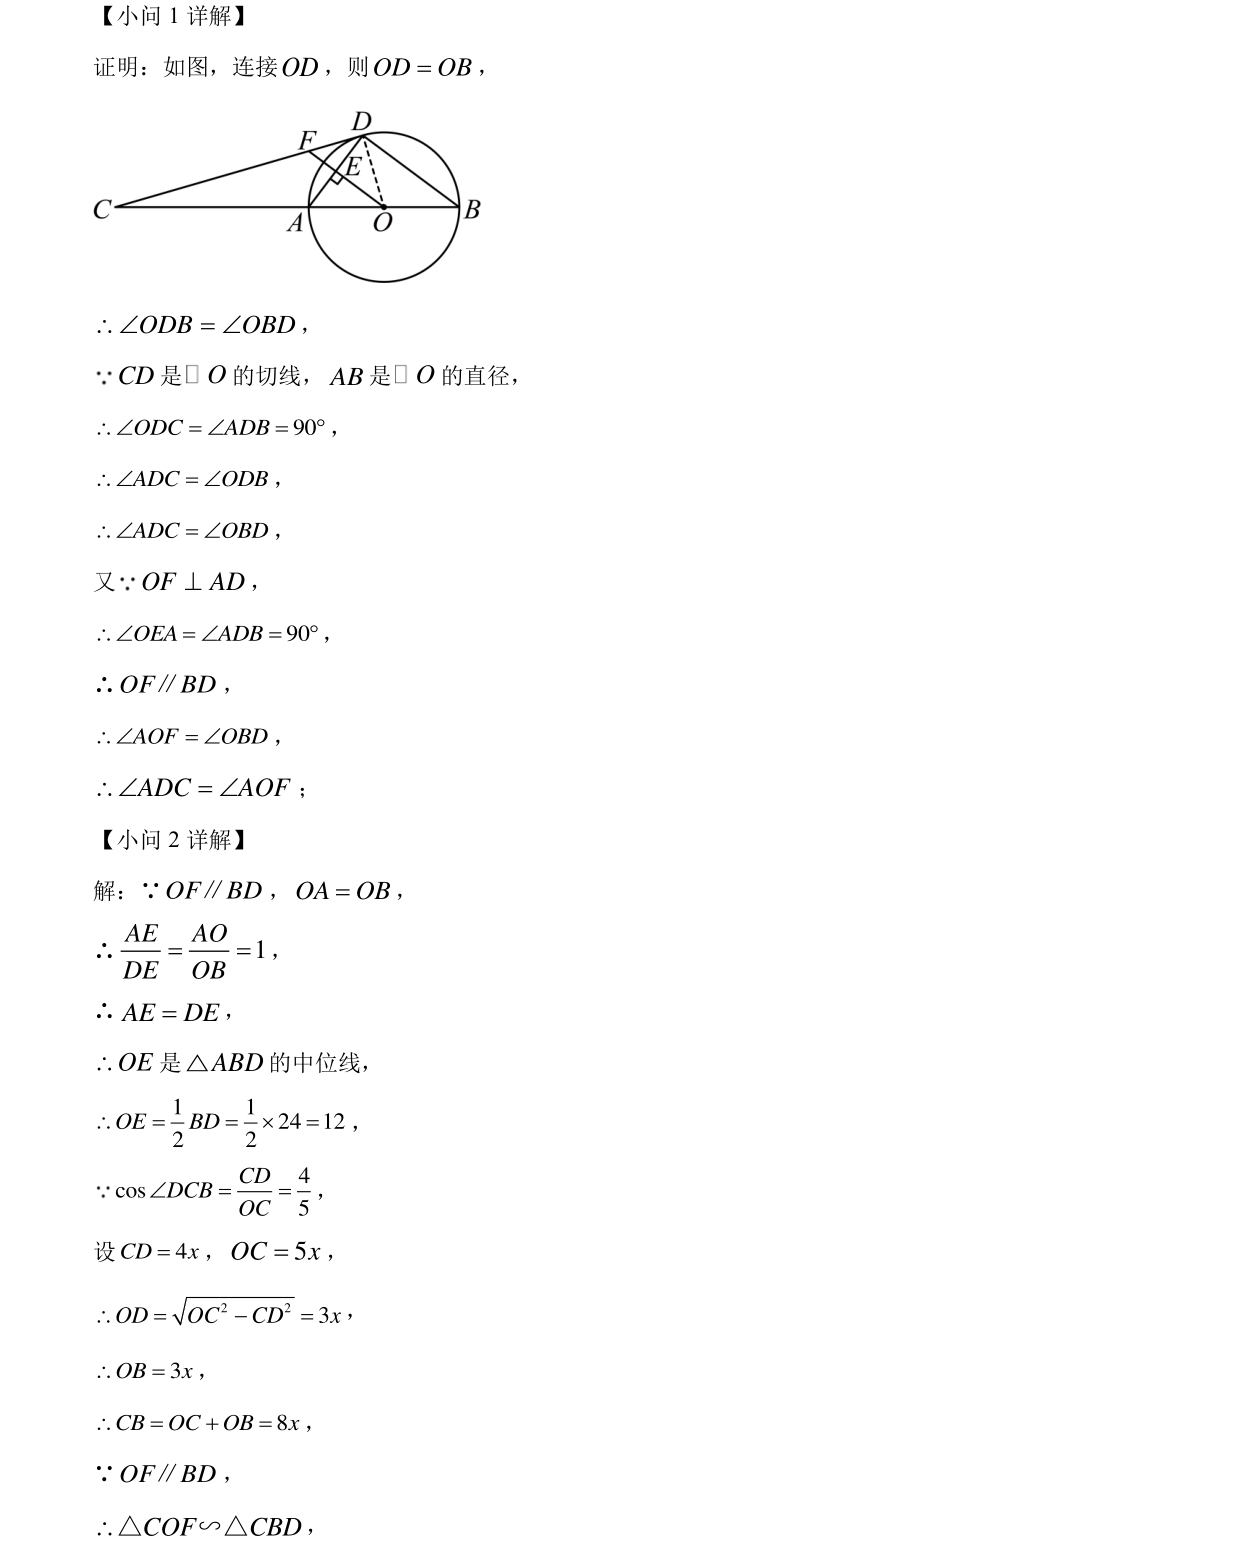 【小问 1 详解】
证明：如图，连接OD，则OD = OB，
D
F
E
C
A
O
B
∴∠ODB = ∠OBD，
∵CD 是□ O 的切线，AB 是□ O 的直径，
∴∠ODC = ∠ADB = 90°，
∴∠ADC = ∠ODB，
∴∠ADC = ∠OBD，
又∵OF ⊥ AD，
∴∠OEA = ∠ADB = 90°，
∴OF∥BD，
∴∠AOF = ∠OBD，
∴∠ADC = ∠AOF；
【小问 2 详解】
解：∵OF∥BD，OA = OB，
∴AE/DE = AO/OB = 1，
∴AE = DE，
∴OE 是△ABD 的中位线，
∴OE = 1/2 BD = 1/2 × 24 = 12，
∵cos∠DCB = CD/OC = 4/5，
设CD = 4x，OC = 5x，
∴OD = √(OC² − CD²) = 3x，
∴OB = 3x，
∴CB = OC + OB = 8x，
∵OF∥BD，
∴△COF∽△CBD，